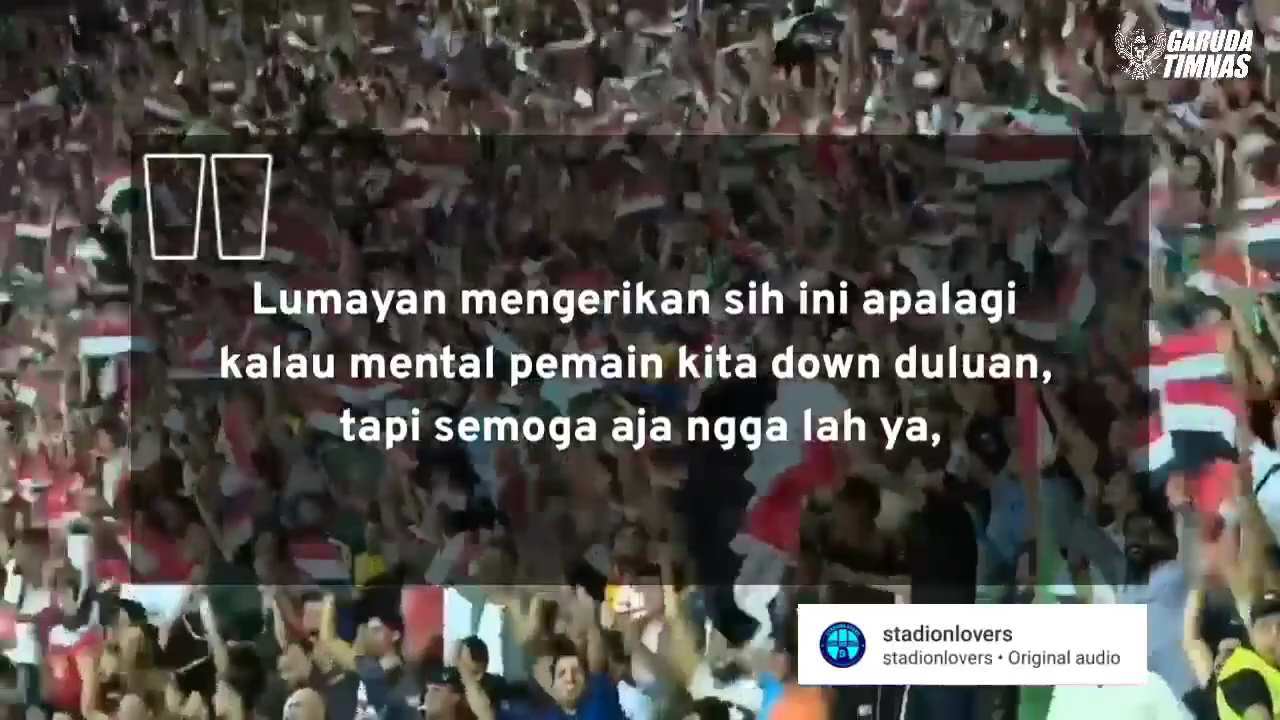 GARUDA
TIMNAS
Lumayan mengerikan sih ini apalagi
kalau mental pemain kita down duluan,
tapi semoga aja ngga lah ya,
stadionlovers
stadionlovers • Original audio